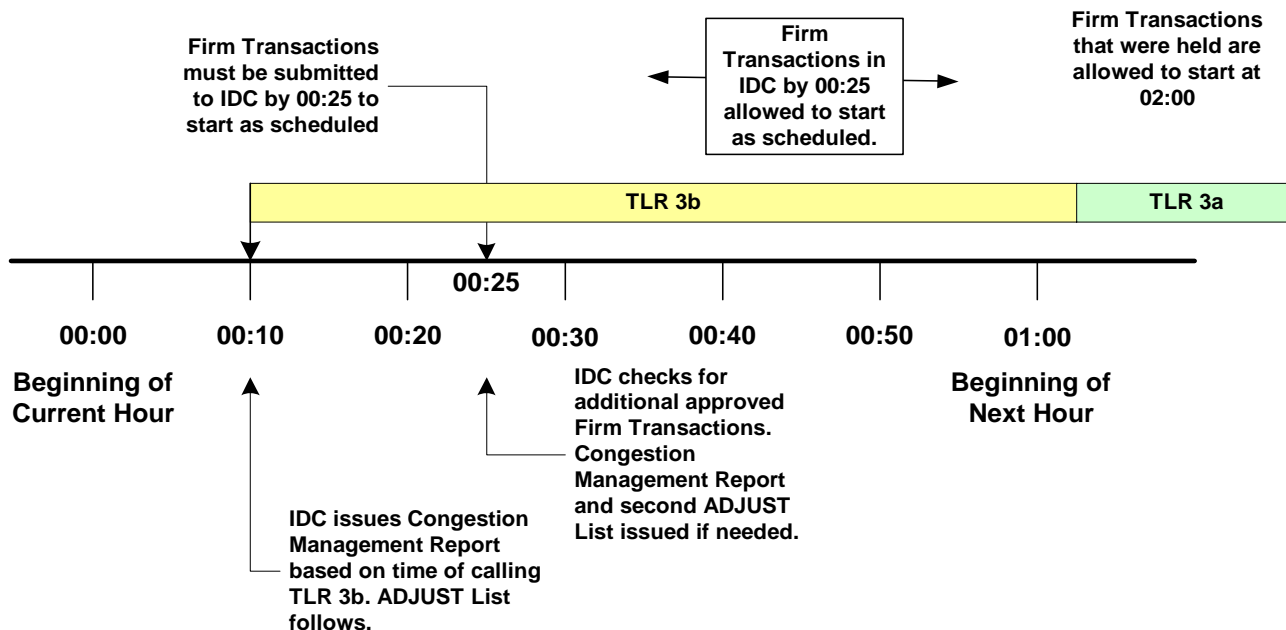 Firm Transactions
must be submitted
to IDC by 00:25 to
start as scheduled
Firm
Transactions in
IDC by 00:25
allowed to start
as scheduled.
Firm Transactions
that were held are
allowed to start at
02:00
TLR 3b
TLR 3a
00:25
00:00
00:10
00:20
00:30
00:40
00:50
01:00
Beginning of
Current Hour
Beginning of
Next Hour
IDC checks for
additional approved
Firm Transactions.
Congestion
Management Report
and second ADJUST
List issued if needed.
IDC issues Congestion
Management Report
based on time of calling
TLR 3b. ADJUST List
follows.